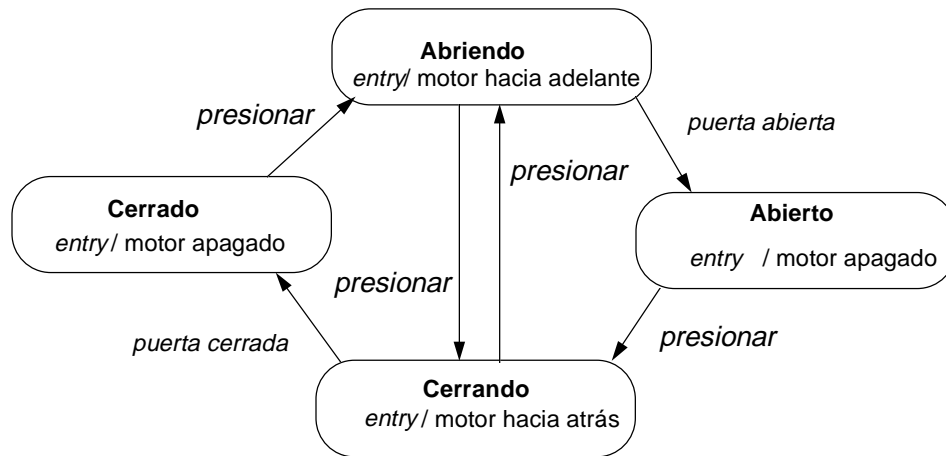 Abriendo
entry/ motor hacia adelante
presionar
puerta abierta
presionar
Cerrado
entry / motor apagado
Abierto
entry / motor apagado
presionar
puerta cerrada
presionar
Cerrando
entry / motor hacia atrás